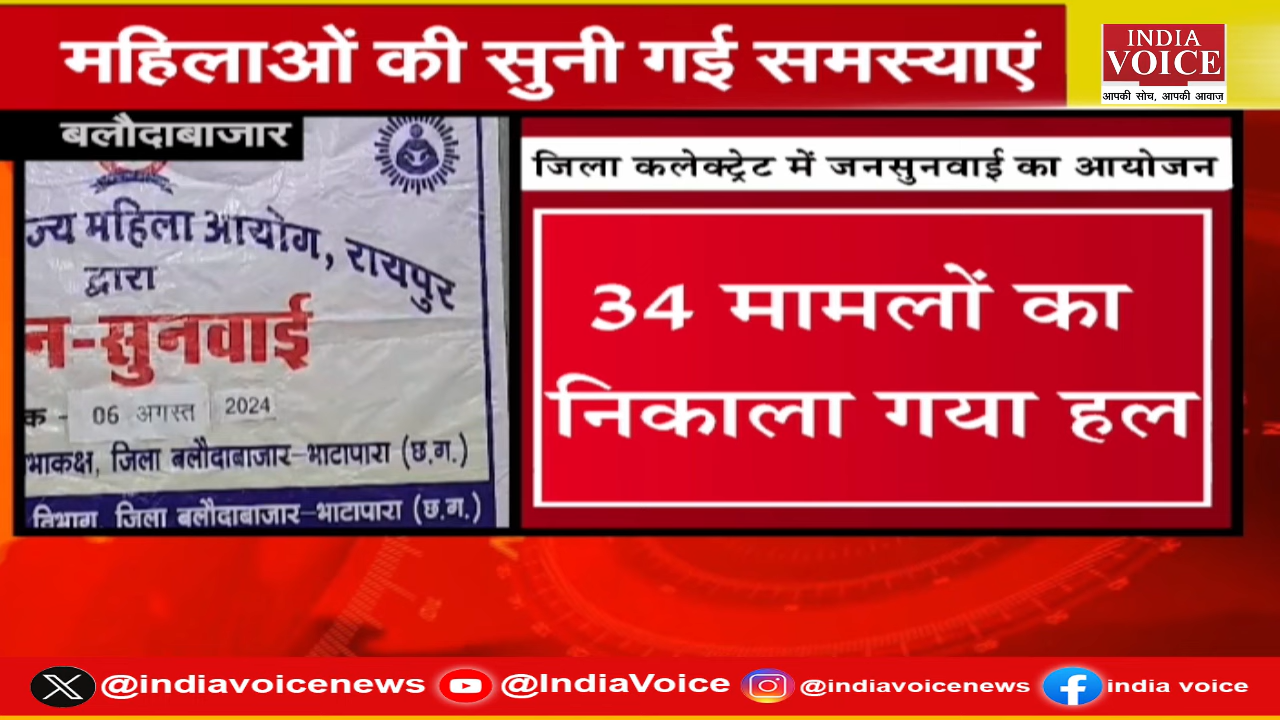 महिलाओं की सुनी गई समस्याएं
INDIA
VOICE
आपकी सोच, आपकी आवाज़
बलौदाबाजार
ज्य महिला आयोग, रायपुर
द्वारा
न-सुनवाई
क - 06 अगस्त 2024
भाकक्ष, जिला बलौदाबाजार-भाटापारा (छ.ग.)
विभाग, जिला बलौदाबाजार-भाटापारा (छ.ग.)
जिला कलेक्ट्रेट में जनसुनवाई का आयोजन
34 मामलों का
निकाला गया हल
@indiavoicenews @IndiaVoice @indiavoicenews india voice